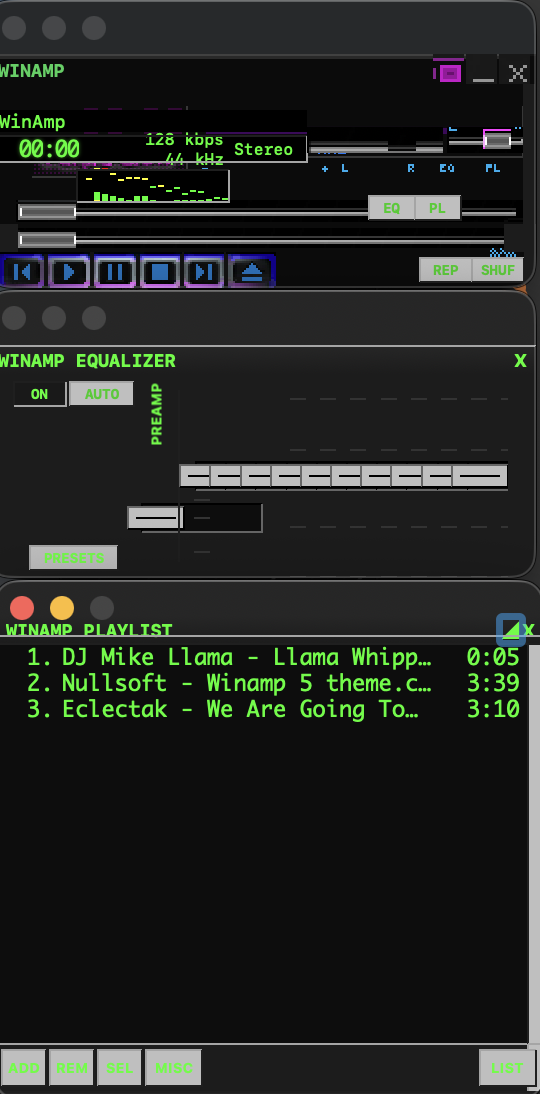 WINAMP
WinAmp
00:00 128 kbps 44 kHz Stereo
+ L R EQ PL
EQ PL
REP SHUF
WINAMP EQUALIZER X
ON AUTO
PREAMP
PRESETS
WINAMP PLAYLIST X
1. DJ Mike Llama - Llama Whipp… 0:05
2. Nullsoft - Winamp 5 theme.c… 3:39
3. Eclectak - We Are Going To… 3:10
ADD REM SEL MISC LIST